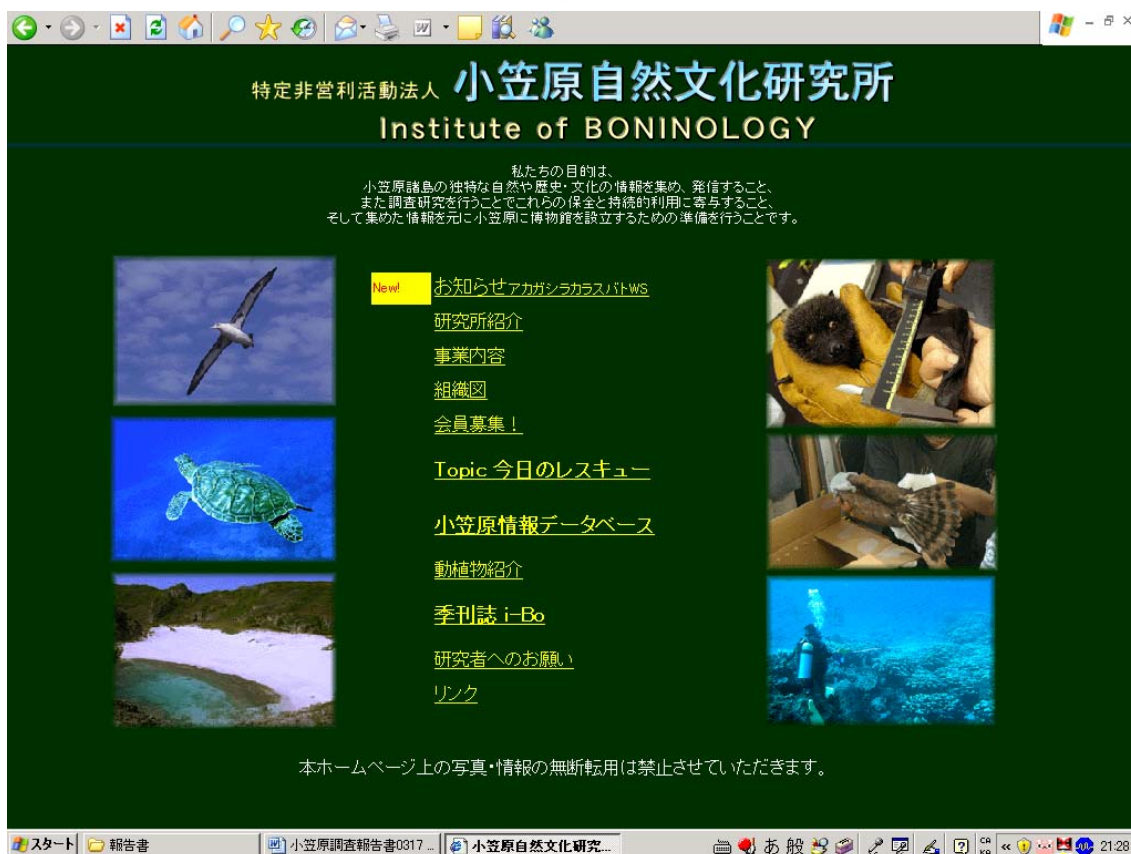 特定非営利活動法人 小笠原自然文化研究所
Institute of BONINOLOGY
私たちの目的は、
小笠原諸島の独特な自然や歴史・文化の情報を集め、発信すること、
また調査研究を行うことでこれらの保全と持続的利用に寄与すること、
そして集めた情報を元に小笠原に博物館を設立するための準備を行うことです。
New! お知らせアカガシラカラスバトWS
研究所紹介
事業内容
組織図
会員募集！
Topic 今日のレスキュー
小笠原情報データベース
動植物紹介
季刊誌 i-Bo
研究者へのお願い
リンク
本ホームページ上の写真・情報の無断転用は禁止させていただきます。
スタート 報告書 小笠原調査報告書0317 ... 小笠原自然文化研究... あ 般 21:28